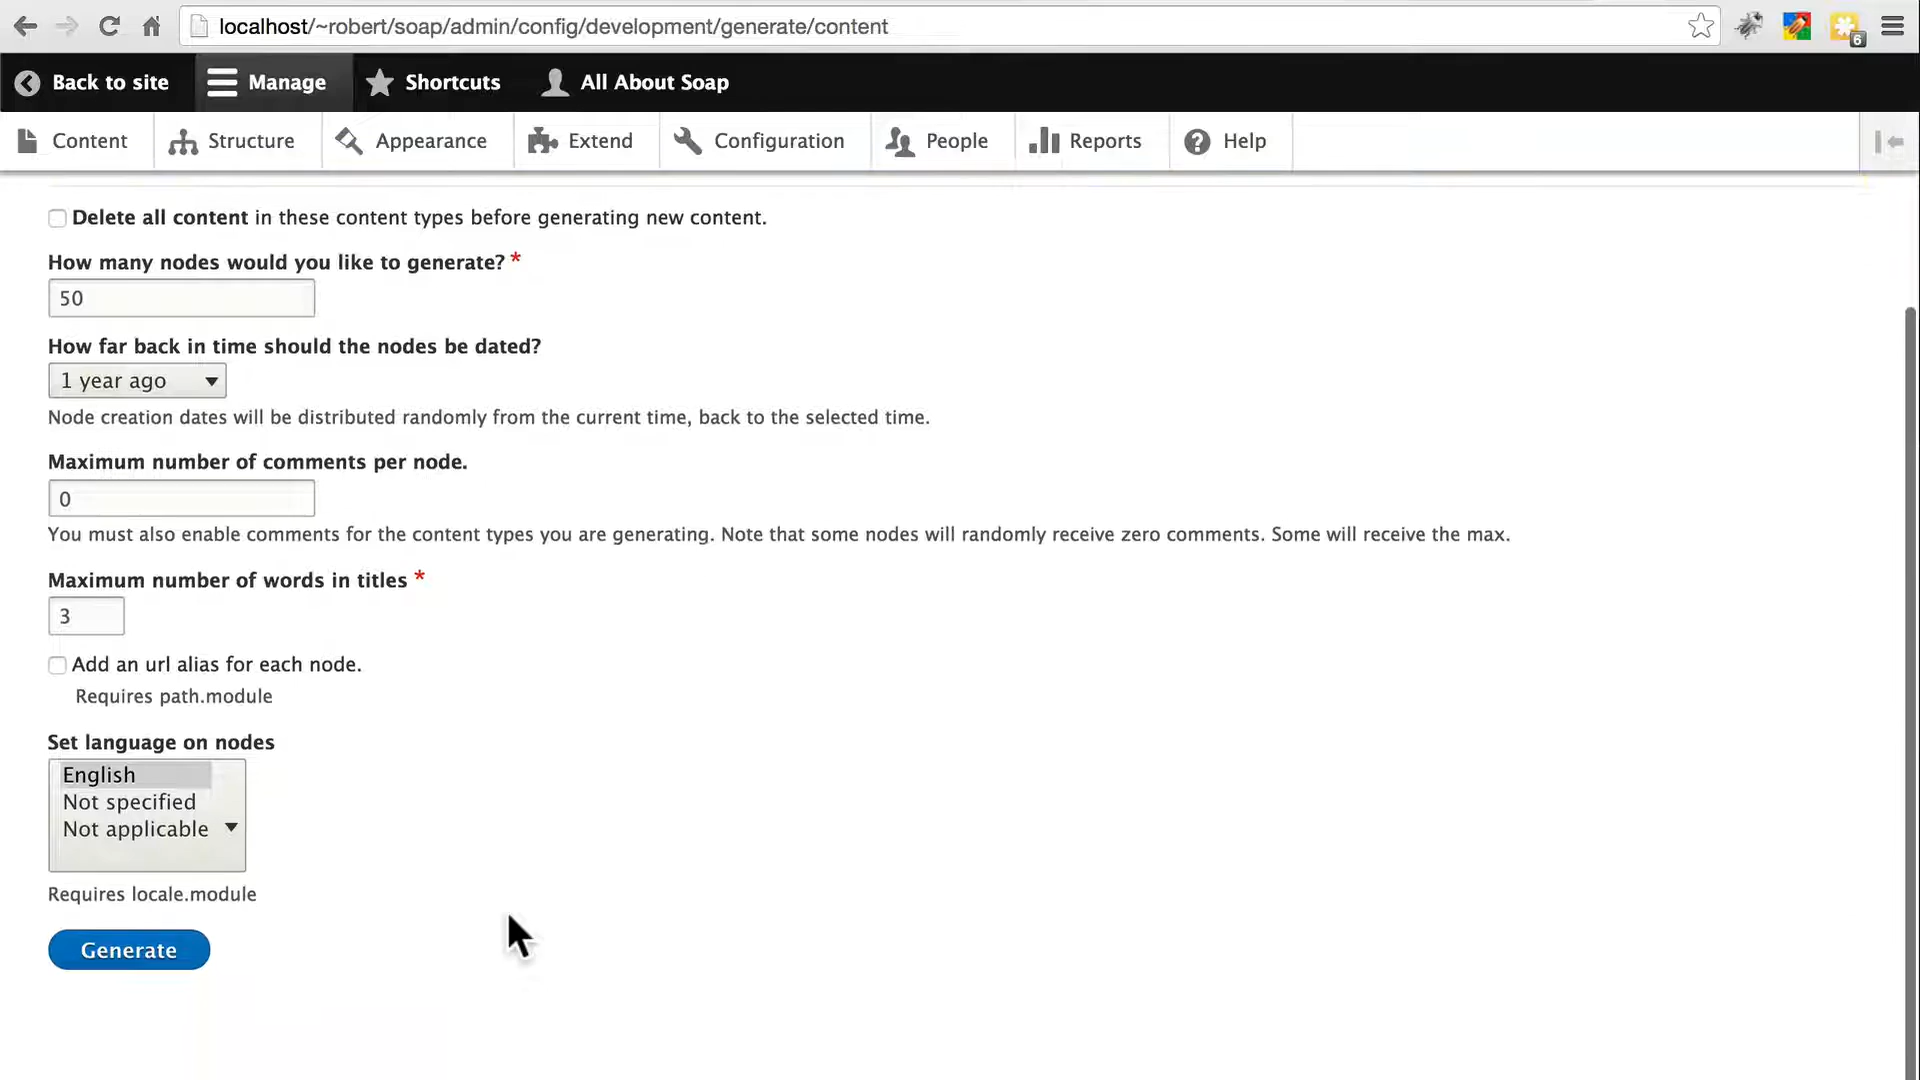 localhost/~robert/soap/admin/config/development/generate/content
6
Back to site Manage Shortcuts All About Soap
Content Structure Appearance Extend Configuration People Reports Help
Delete all content in these content types before generating new content.
How many nodes would you like to generate? *
50
How far back in time should the nodes be dated?
1 year ago
Node creation dates will be distributed randomly from the current time, back to the selected time.
Maximum number of comments per node.
0
You must also enable comments for the content types you are generating. Note that some nodes will randomly receive zero comments. Some will receive the max.
Maximum number of words in titles *
3
Add an url alias for each node.
Requires path.module
Set language on nodes
English
Not specified
Not applicable
Requires locale.module
Generate